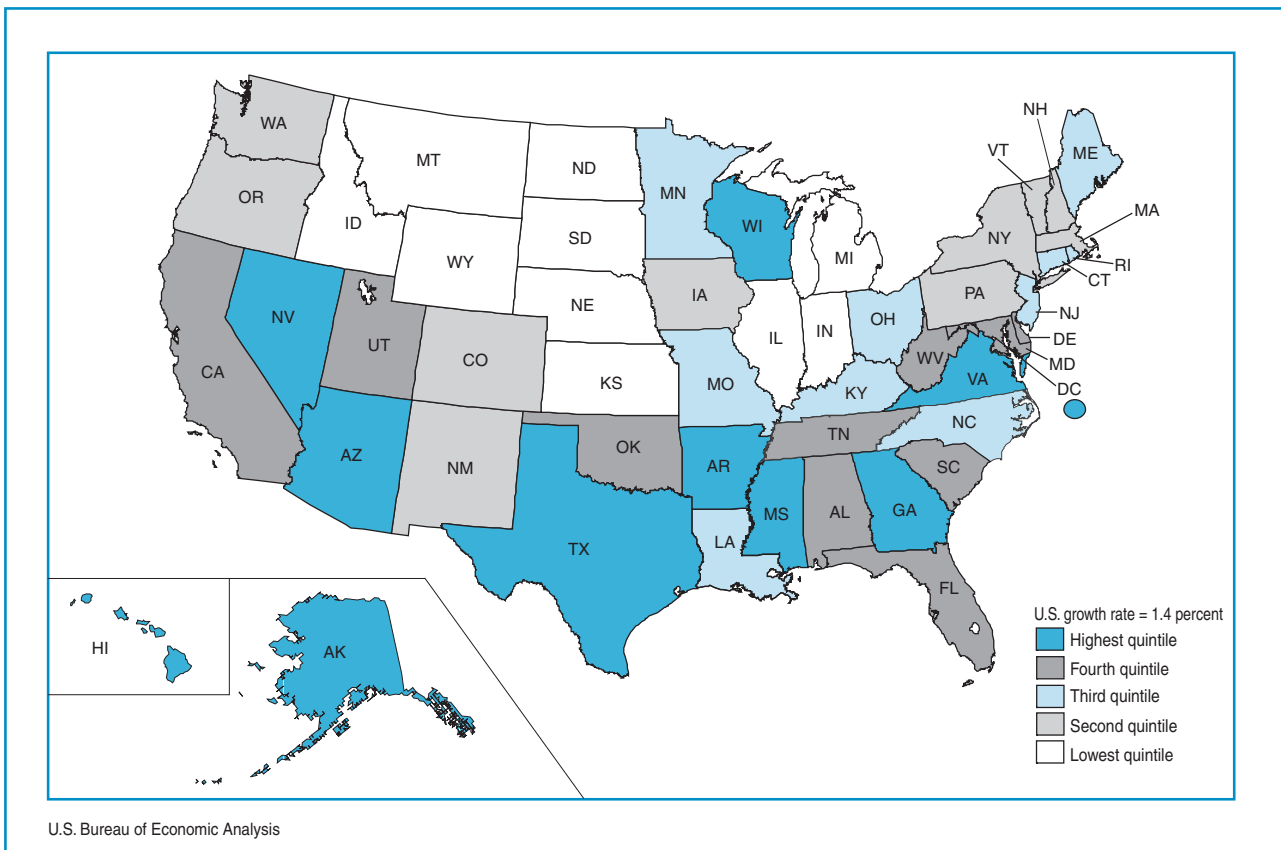 NH
WA
VT
ME
MT
ND
MN
OR
MA
ID
WI
SD
NY
MI
WY
RI
CT
IA
PA
NE
NJ
OH
NV
IL
IN
DE
UT
WV
CO
MD
CA
VA
KS
MO
DC
KY
NC
TN
OK
AZ
AR
NM
SC
MS
AL
GA
TX
LA
FL
U.S. growth rate = 1.4 percent
Highest quintile
HI
AK
Fourth quintile
Third quintile
Second quintile
Lowest quintile
U.S. Bureau of Economic Analysis